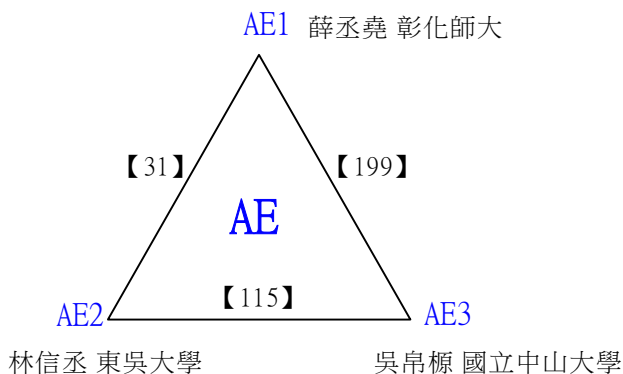 AE1 薛丞堯 彰化師大
【31】 【199】
AE
【115】
AE2 AE3
林信丞 東吳大學 吳帛橼 國立中山大學